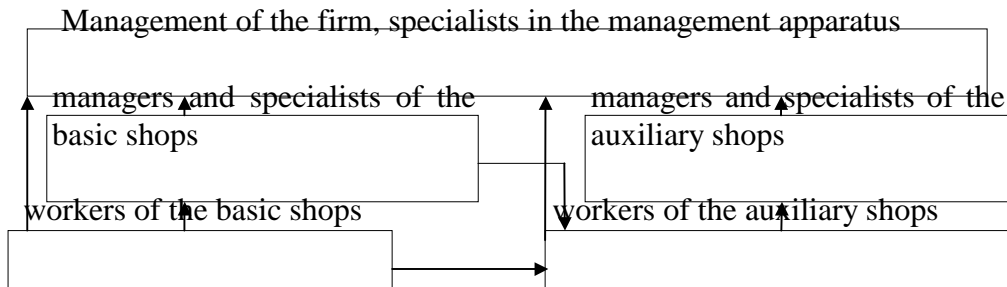 Management of the firm, specialists in the management apparatus
managers and specialists of the
basic shops
managers and specialists of the
auxiliary shops
workers of the basic shops
workers of the auxiliary shops